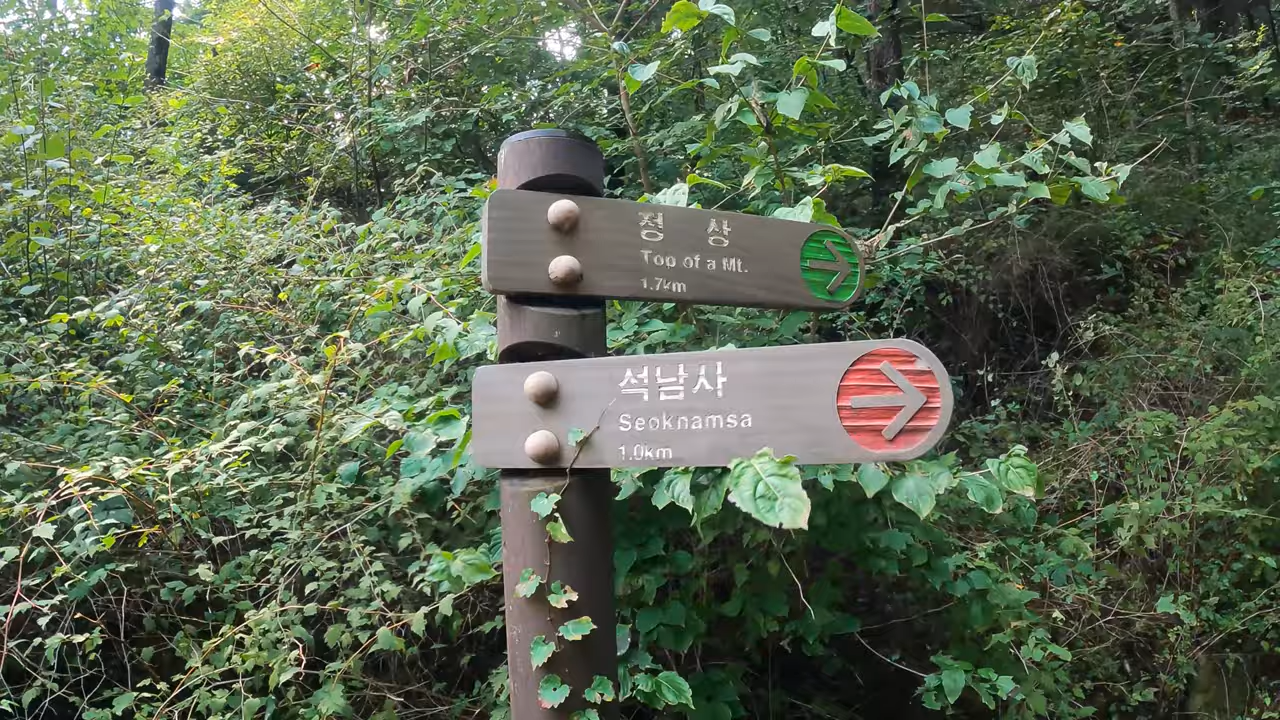 정 상
Top of a Mt.
1.7km
석남사
Seoknamsa
1.0km